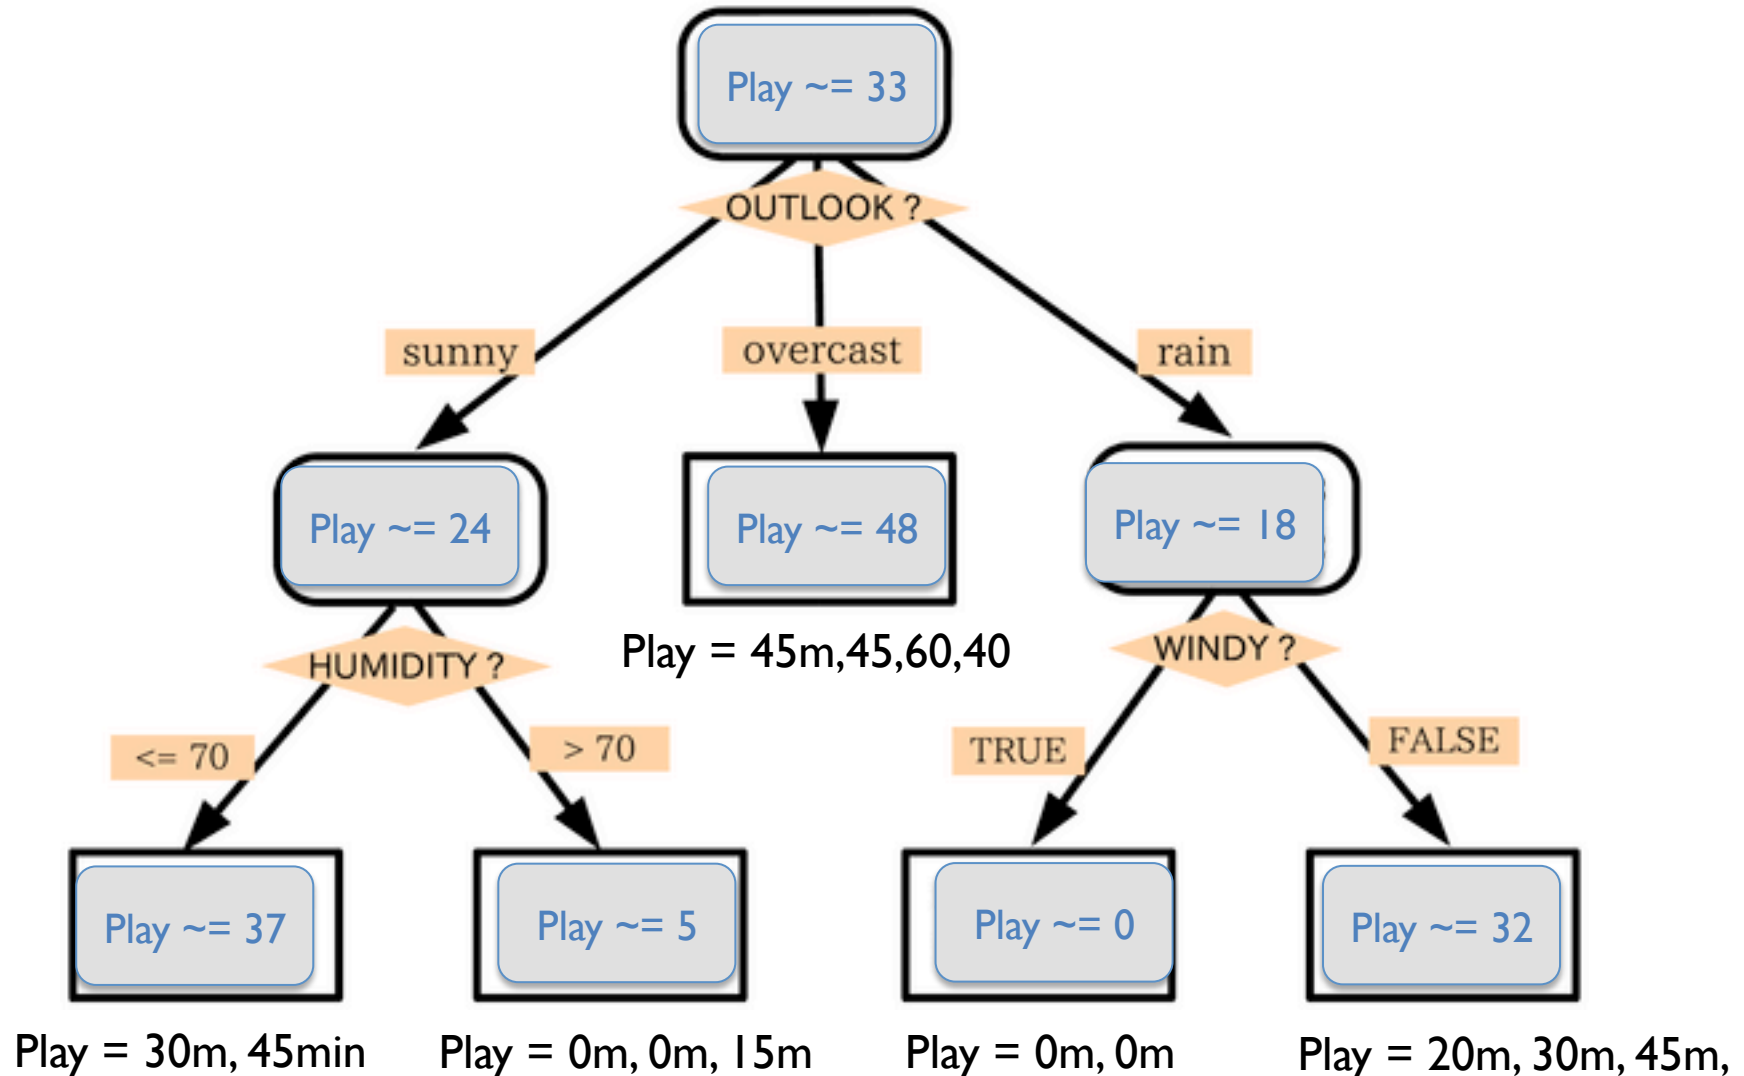 Play ~= 33
OUTLOOK ?
sunny
overcast
rain
Play ~= 24
Play ~= 48
Play ~= 18
HUMIDITY ?
Play = 45m,45,60,40
WINDY ?
<= 70
> 70
TRUE
FALSE
Play ~= 37
Play ~= 5
Play ~= 0
Play ~= 32
Play = 30m, 45min
Play = 0m, 0m, 15m
Play = 0m, 0m
Play = 20m, 30m, 45m,